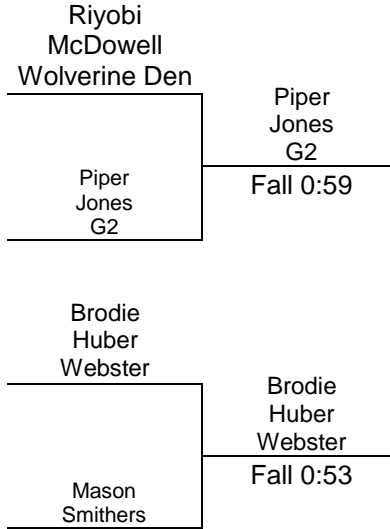 Riyobi
McDowell
Wolverine Den
Piper
Jones
G2
Fall 0:59
Piper
Jones
G2
Brodie
Huber
Webster
Brodie
Huber
Webster
Fall 0:53
Mason
Smithers